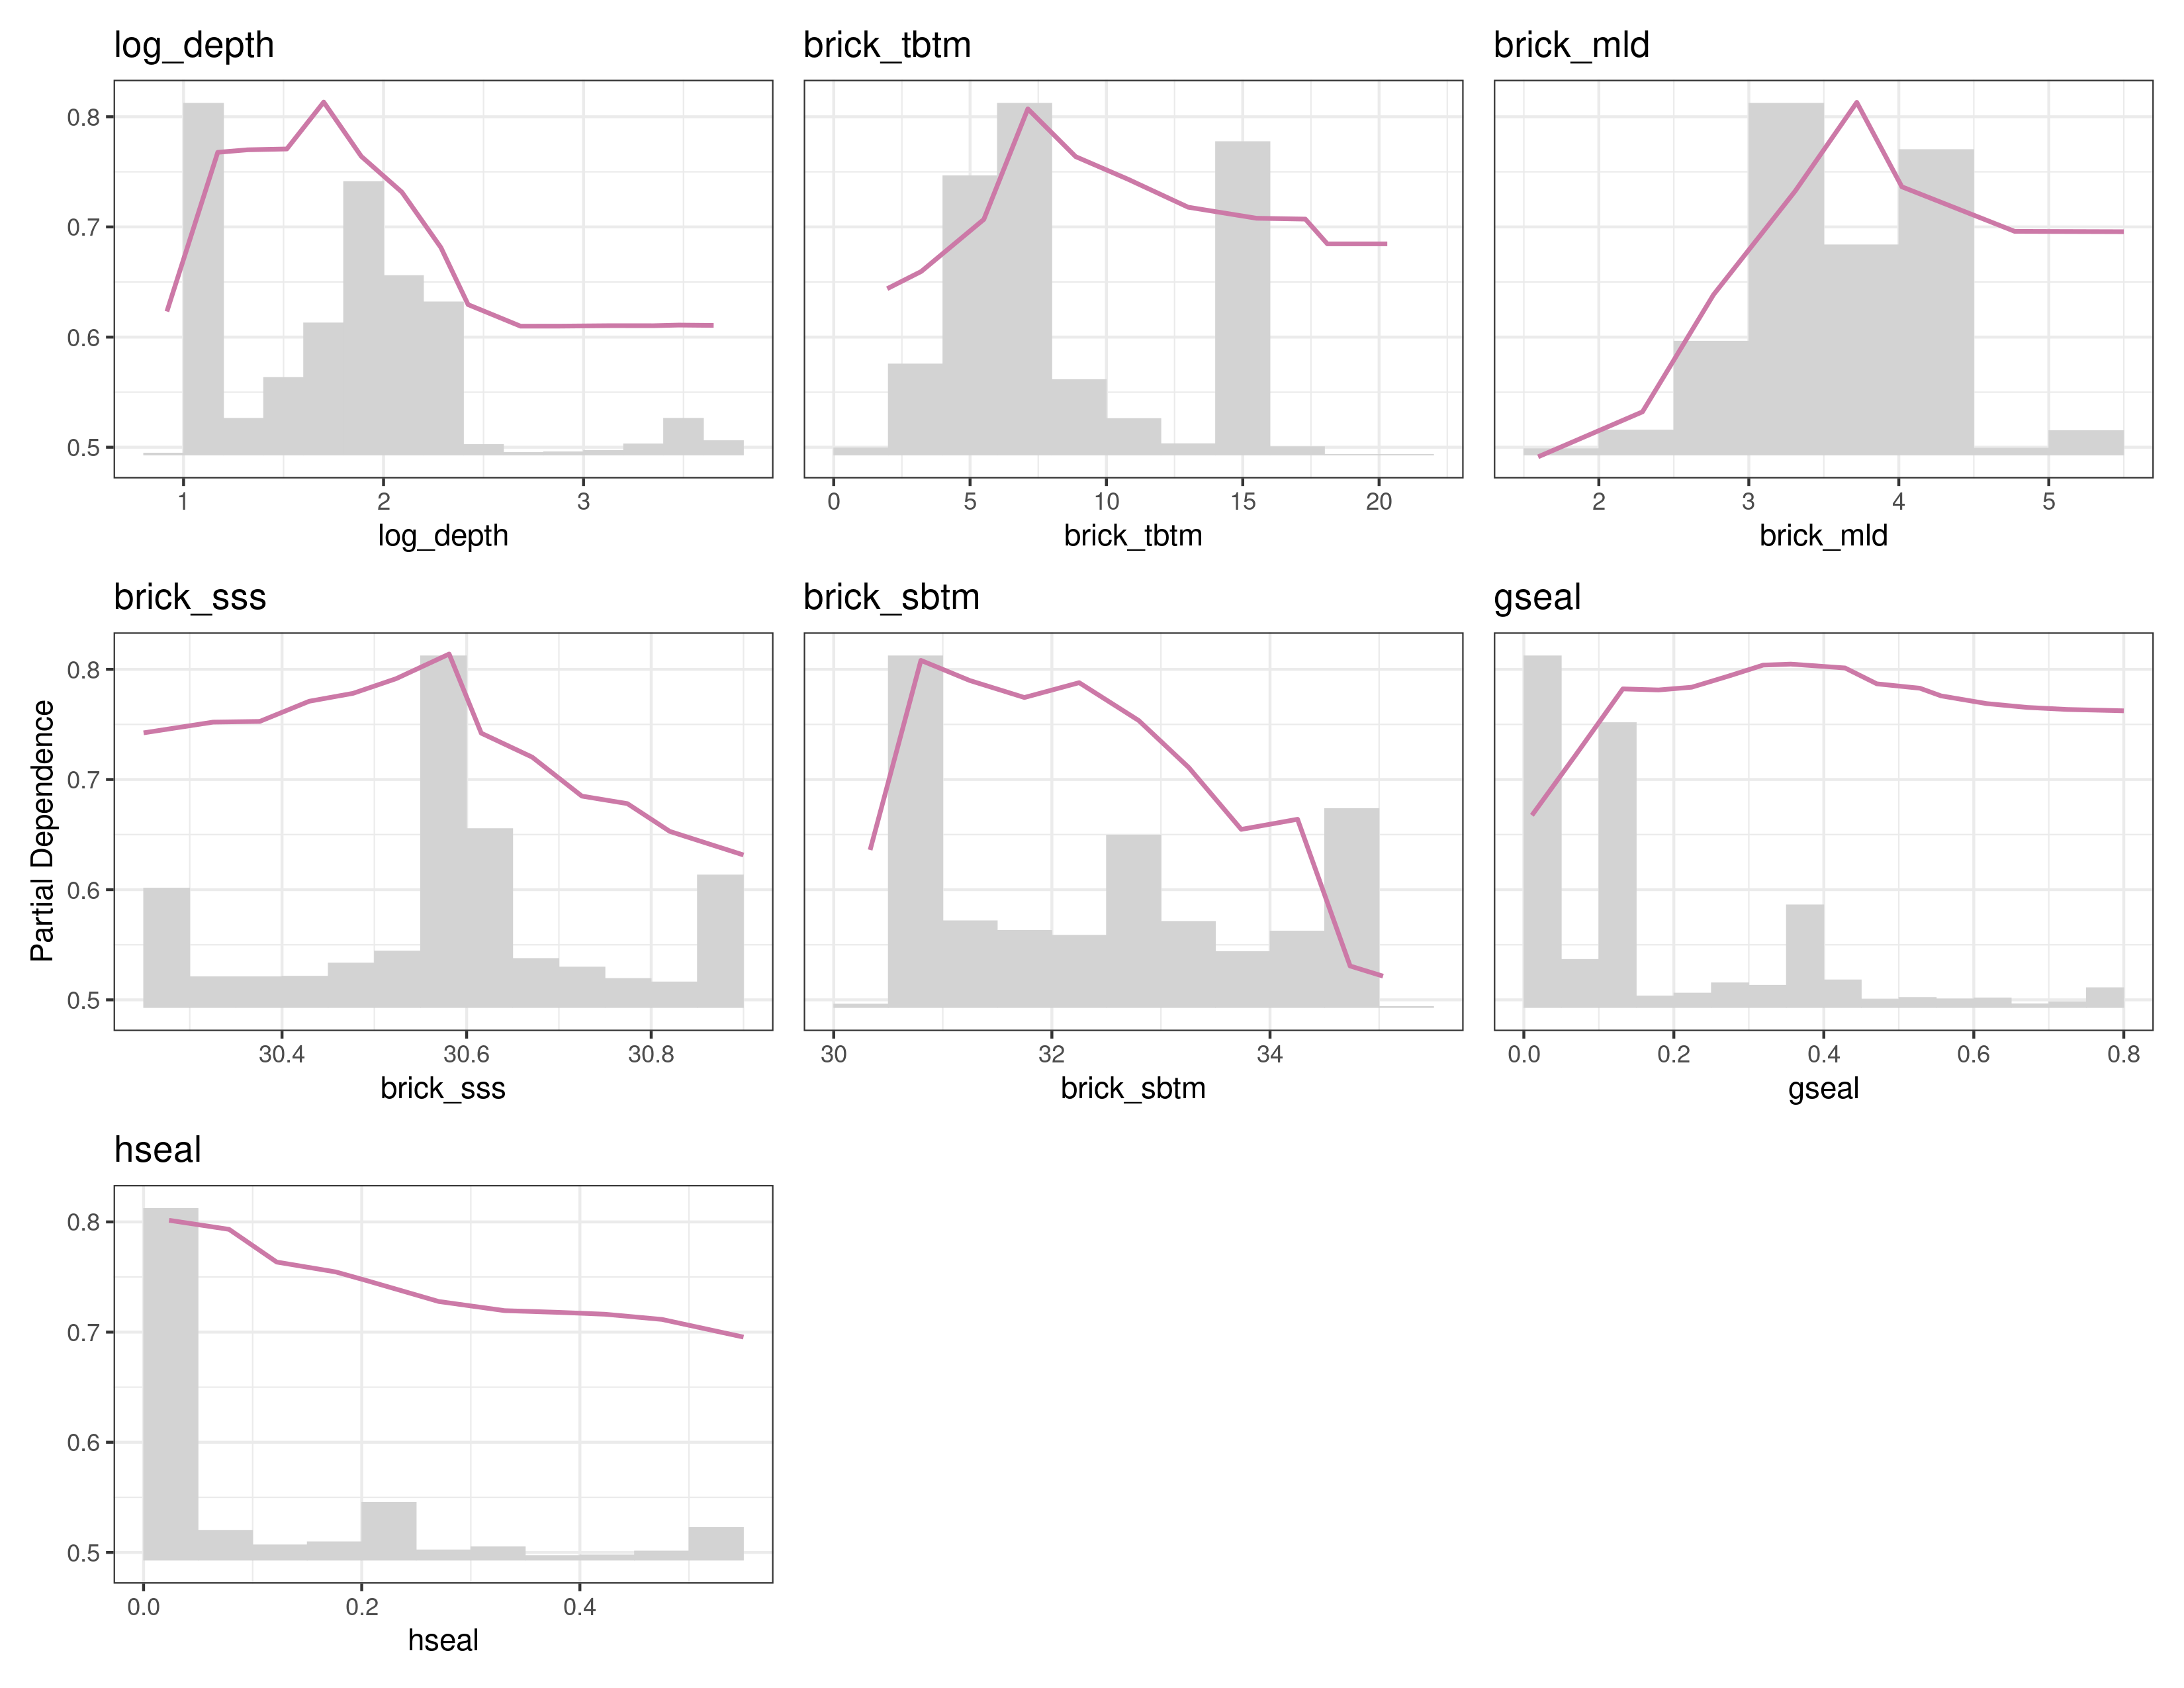 log_depth brick_tbtm brick_mld
0.8
0.7
0.6
0.5
1 2 3 0 5 10 15 20 2 3 4 5
log_depth brick_tbtm brick_mld
brick_sss brick_sbtm gseal
Partial Dependence
0.8
0.7
0.6
0.5
30.4 30.6 30.8 30 32 34 0.0 0.2 0.4 0.6 0.8
brick_sss brick_sbtm gseal
hseal
0.8
0.7
0.6
0.5
0.0 0.2 0.4
hseal